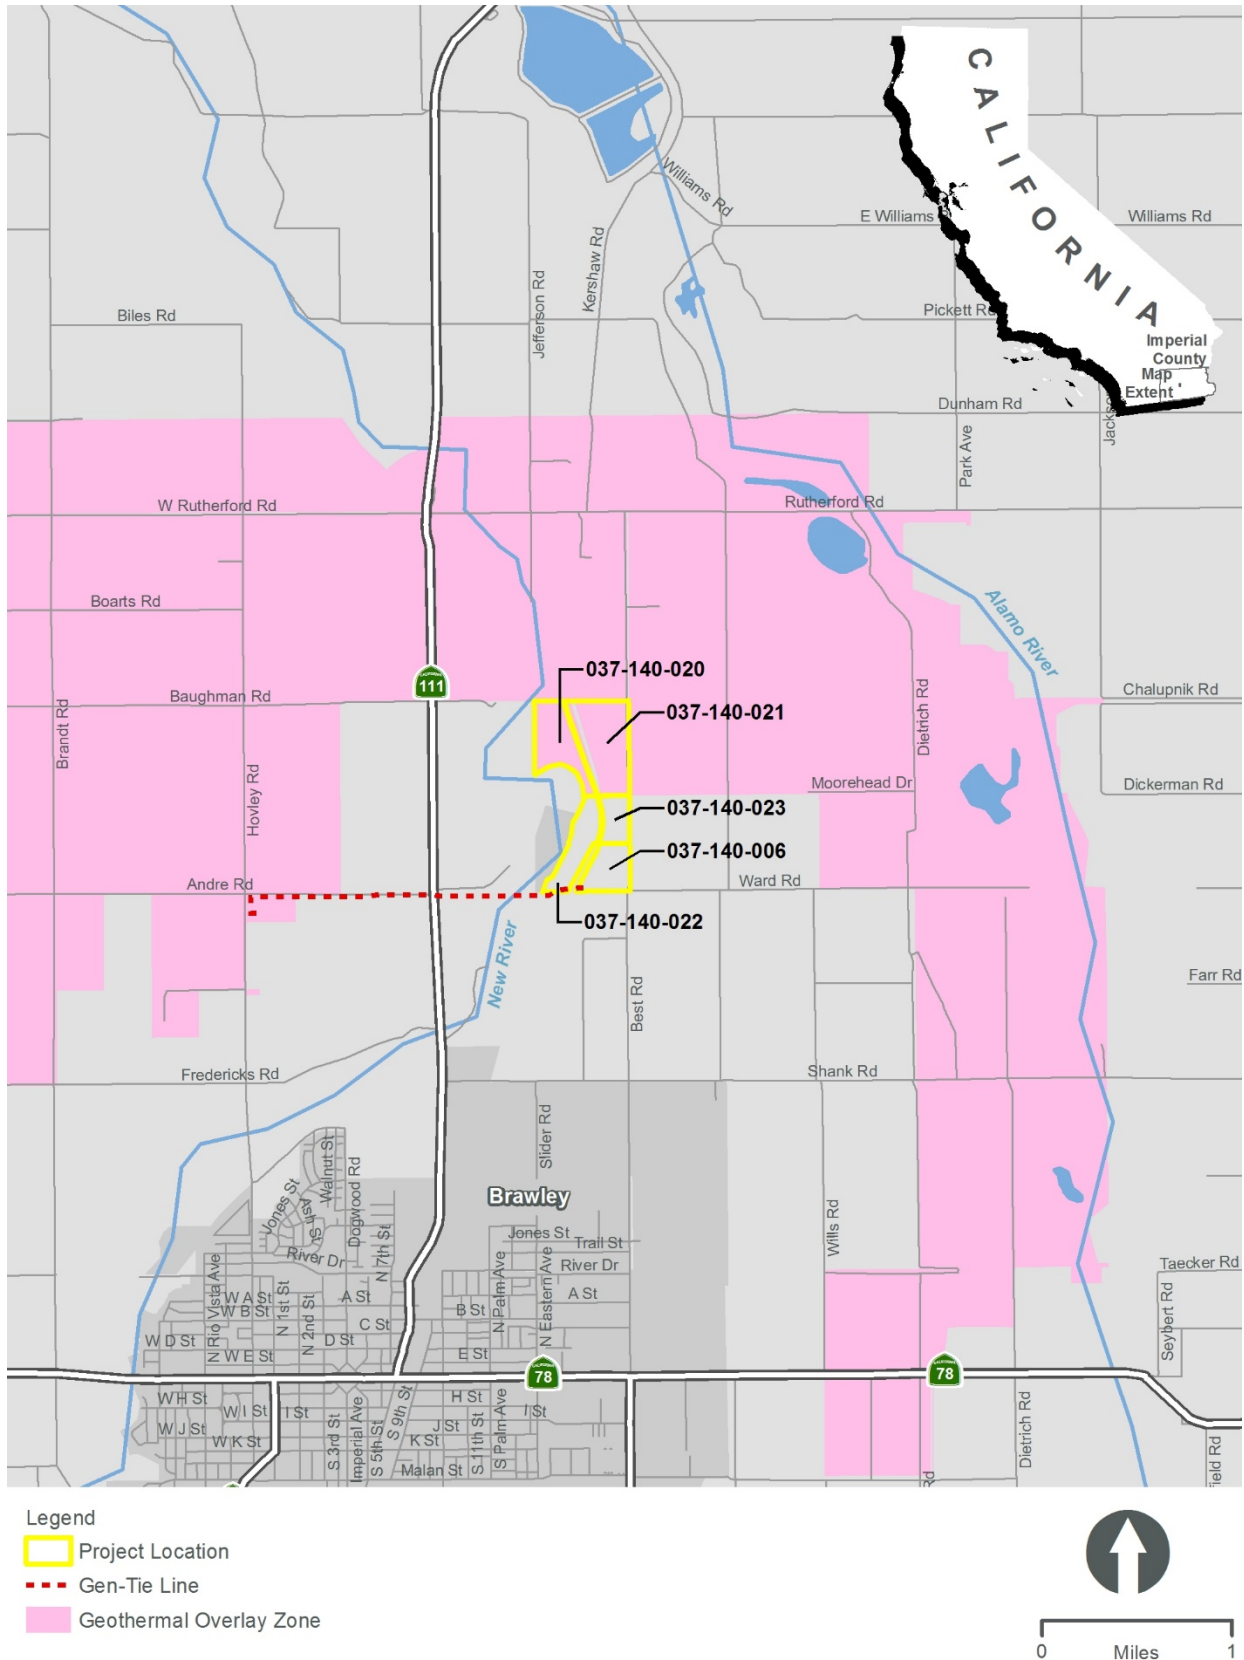 CALIFORNIA
Imperial
County
Map
Extent
Williams Rd
E Williams
Williams Rd
Kershaw Rd
Jefferson Rd
Biles Rd
Pickett Rd
Dunham Rd
Park Ave
W Rutherford Rd
Rutherford Rd
Boarts Rd
Alamo River
037-140-020
111
Baughman Rd
Chalupnik Rd
037-140-021
Brandt Rd
Dietrich Rd
Hovley Rd
Moorehead Dr
Dickerman Rd
037-140-023
037-140-006
Andre Rd
Ward Rd
037-140-022
New River
Best Rd
Farr Rd
Fredericks Rd
Shank Rd
Slider Rd
Walnut St
Jones St
Ash St
Dogwood Rd
Brawley
Wills Rd
N 7th St
River Dr
Jones St
Trail St
River Dr
Taecker Rd
N Rio Vista Ave
W A St
W B St
N 1st St
N 2nd St
A St
N Palm Ave
N Eastern Ave
A St
B St
C St
Seybert Rd
W D St
D St
W E St
E St
78
78
W H St
H St
W I St
I St
I St
W J St
J St
W K St
K St
S 3rd St
Imperial Ave
S 5th St
S 9th St
S 11th St
S Palm Ave
Malan St
Dietrich Rd
Rd
Legend
Project Location
Gen-Tie Line
Geothermal Overlay Zone
0 Miles 1